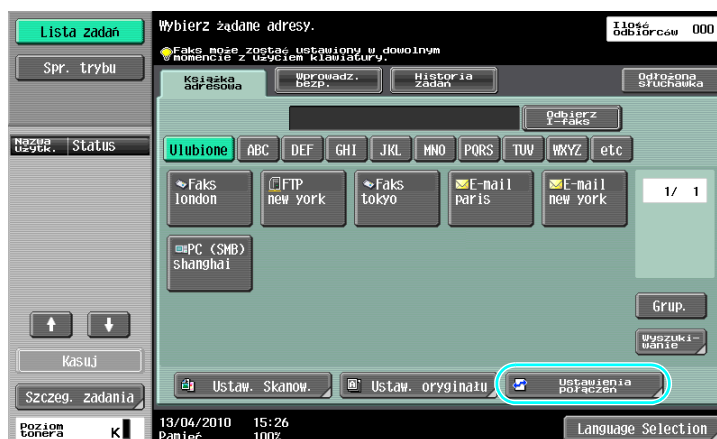 Lista zadań
Spr. trybu
Nazwa użytk.
Status
Kasuj
Szczeg. zadania
Poziom tonera
K
Wybierz żądane adresy.
Ilość odbiorców
000
Faks może zostać ustawiony w dowolnym
momencie z użyciem klawiatury.
Książka adresowa
Wprowadz. bezp.
Historia zadań
Odłożona słuchawka
Odbierz I-faks
Ulubione ABC DEF GHI JKL MNO PQRS TUV WXYZ etc
Faks
london
FTP
new york
Faks
tokyo
E-mail
paris
E-mail
new york
1/ 1
PC (SMB)
shanghai
Grup.
Wyszuki-
wanie
Ustaw. Skanow.
Ustaw. oryginału
Ustawienia połączeń
13/04/2010 15:26
Pamięć 100%
Language Selection